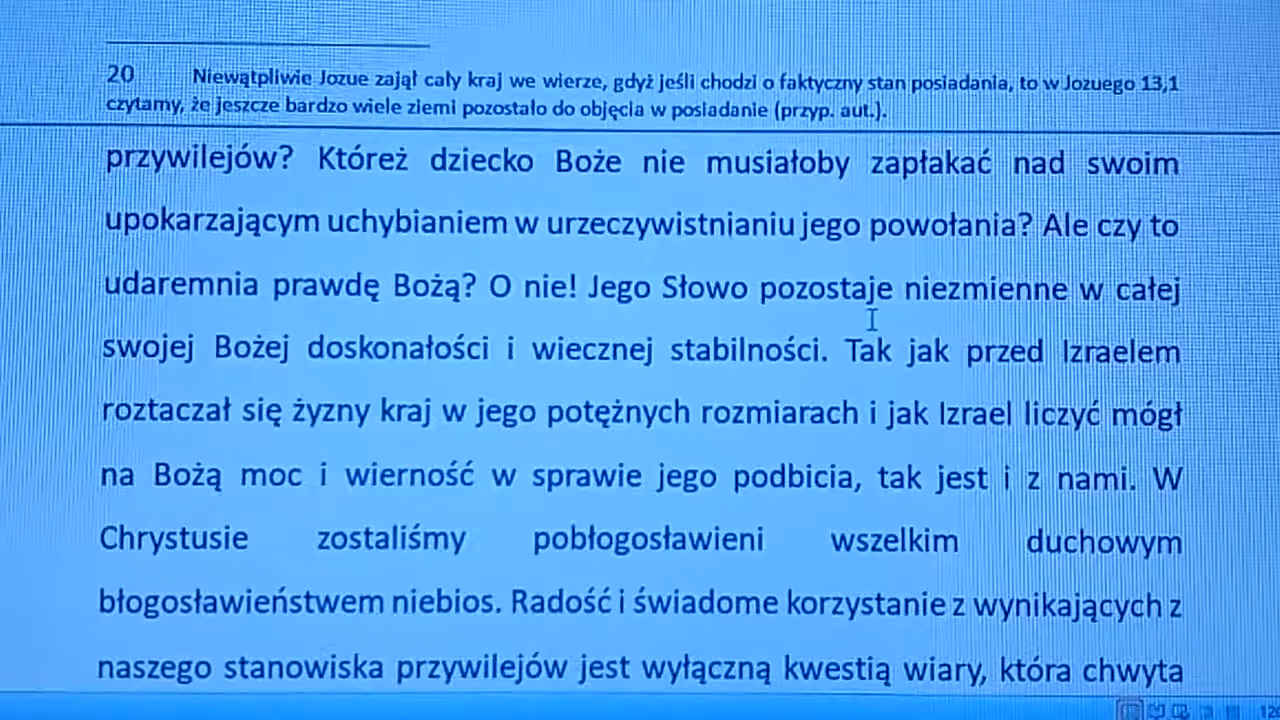 20 Niewątpliwie Jozue zajął cały kraj we wierze, gdyż jeśli chodzi o faktyczny stan posiadania, to w Jozuego 13,1
czytamy, że jeszcze bardzo wiele ziemi pozostało do objęcia w posiadanie (przyp. aut.).
przywilejów? Któreż dziecko Boże nie musiałoby zapłakać nad swoim
upokarzającym uchybianiem w urzeczywistnianiu jego powołania? Ale czy to
udaremnia prawdę Bożą? O nie! Jego Słowo pozostaje niezmienne w całej
swojej Bożej doskonałości i wiecznej stabilności. Tak jak przed Izraelem
roztaczał się żyzny kraj w jego potężnych rozmiarach i jak Izrael liczyć mógł
na Bożą moc i wierność w sprawie jego podbicia, tak jest i z nami. W
Chrystusie zostaliśmy pobłogosławieni wszelkim duchowym
błogosławieństwem niebios. Radość i świadome korzystanie z wynikających z
naszego stanowiska przywilejów jest wyłączną kwestią wiary, która chwyta